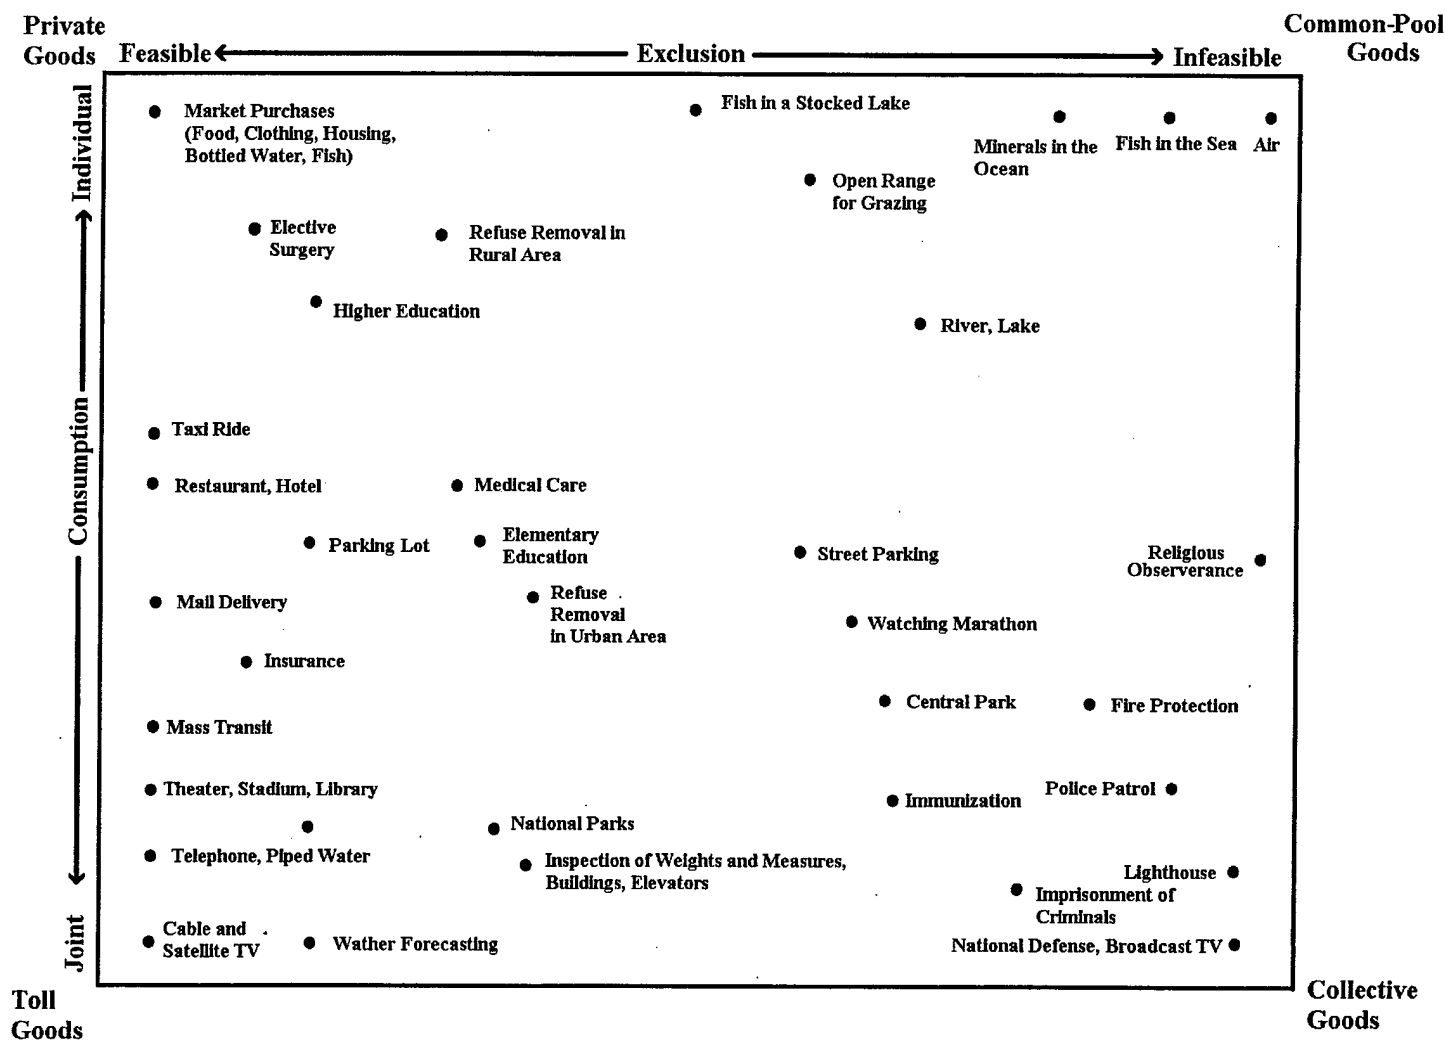 Private
Goods
Feasible
Exclusion
Infeasible
Common-Pool
Goods
Individual
Consumption
Joint
Market Purchases
(Food, Clothing, Housing,
Bottled Water, Fish)
Fish in a Stocked Lake
Minerals in the
Ocean
Fish in the Sea
Air
Open Range
for Grazing
Elective
Surgery
Refuse Removal in
Rural Area
Higher Education
River, Lake
Taxi Ride
Restaurant, Hotel
Medical Care
Parking Lot
Elementary
Education
Street Parking
Religious
Observerance
Mail Delivery
Refuse
Removal
in Urban Area
Watching Marathon
Insurance
Central Park
Fire Protection
Mass Transit
Theater, Stadium, Library
Immunization
Police Patrol
National Parks
Telephone, Piped Water
Inspection of Weights and Measures,
Buildings, Elevators
Lighthouse
Imprisonment of
Criminals
Cable and
Satellite TV
Wather Forecasting
National Defense, Broadcast TV
Toll
Goods
Collective
Goods